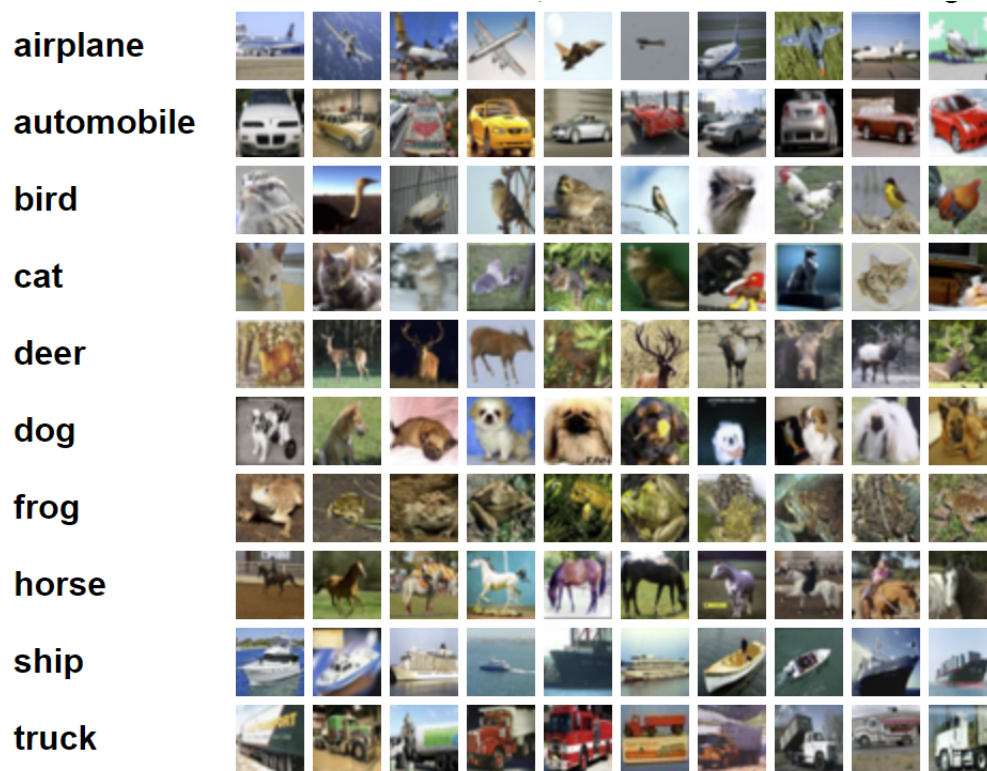 airplane
automobile
bird
cat
deer
dog
frog
horse
ship
truck